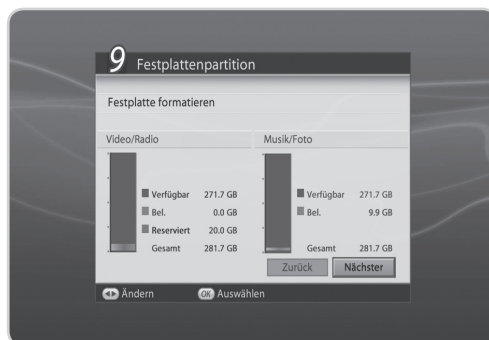 9 Festplattenpartition
Festplatte formatieren
Video/Radio
Verfügbar 271.7 GB
Bel. 0.0 GB
Reserviert 20.0 GB
Gesamt 281.7 GB
Musik/Foto
Verfügbar 271.7 GB
Bel. 9.9 GB
Gesamt 281.7 GB
Zurück Nächster
Ändern OK Auswählen